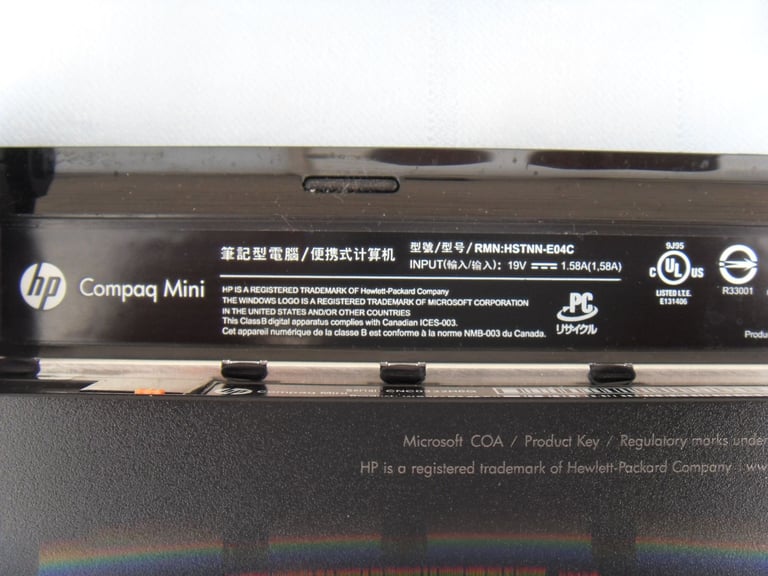 hp Compaq Mini
筆記型電腦/便携式计算机
型號/型号/ RMN:HSTNN-E04C
INPUT(輸入/输入): 19V 1.58A(1,58A)
HP IS A REGISTERED TRADEMARK OF Hewlett-Packard Company
THE WINDOWS LOGO IS A REGISTERED TRADEMARK OF MICROSOFT CORPORATION
IN THE UNITED STATES AND/OR OTHER COUNTRIES
This Class B digital apparatus complies with Canadian ICES-003.
Cet appareil numérique de la classe B est conforme à la norme NMB-003 du Canada.
PC
リサイクル
9J95
c UL US
LISTED I.T.E.
E131406
R33001
Produ
hp Compaq Mini
Microsoft COA / Product Key / Regulatory marks under
HP is a registered trademark of Hewlett-Packard Company